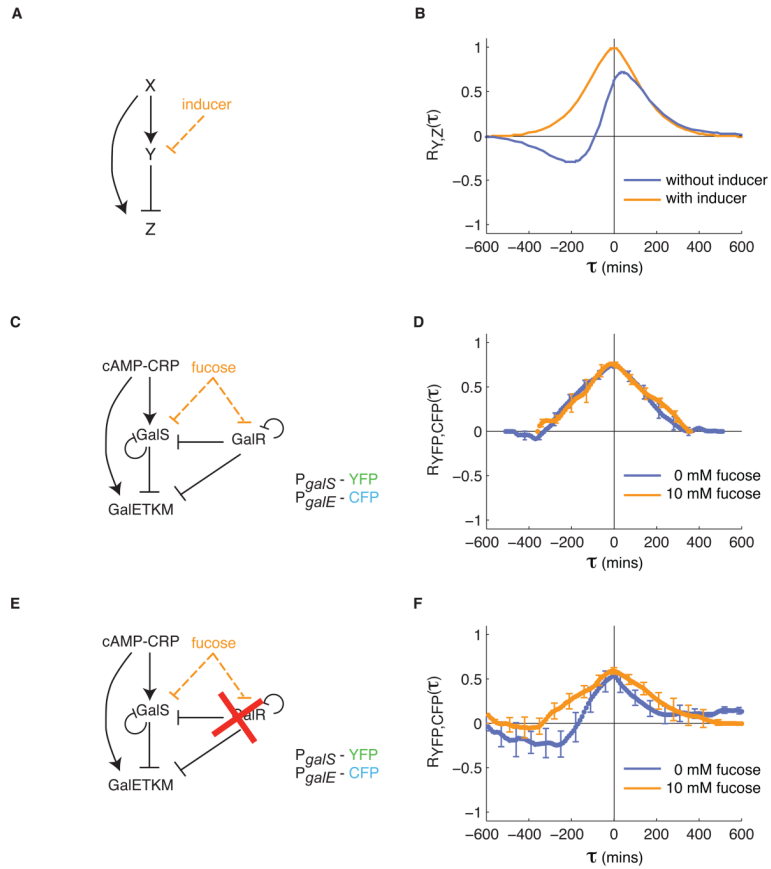 A
X
inducer
Y
Z
B
1
0.5
0
−0.5
−1
R Y,Z(τ)
without inducer
with inducer
−600 −400 −200 0 200 400 600
τ (mins)
C
cAMP-CRP
fucose
GalS
GalR
GalETKM
PgalS - YFP
PgalE - CFP
D
1
0.5
0
−0.5
−1
R YFP,CFP(τ)
0 mM fucose
10 mM fucose
−600 −400 −200 0 200 400 600
τ (mins)
E
cAMP-CRP
fucose
GalS
GalR
GalETKM
PgalS - YFP
PgalE - CFP
F
1
0.5
0
−0.5
−1
R YFP,CFP(τ)
0 mM fucose
10 mM fucose
−600 −400 −200 0 200 400 600
τ (mins)